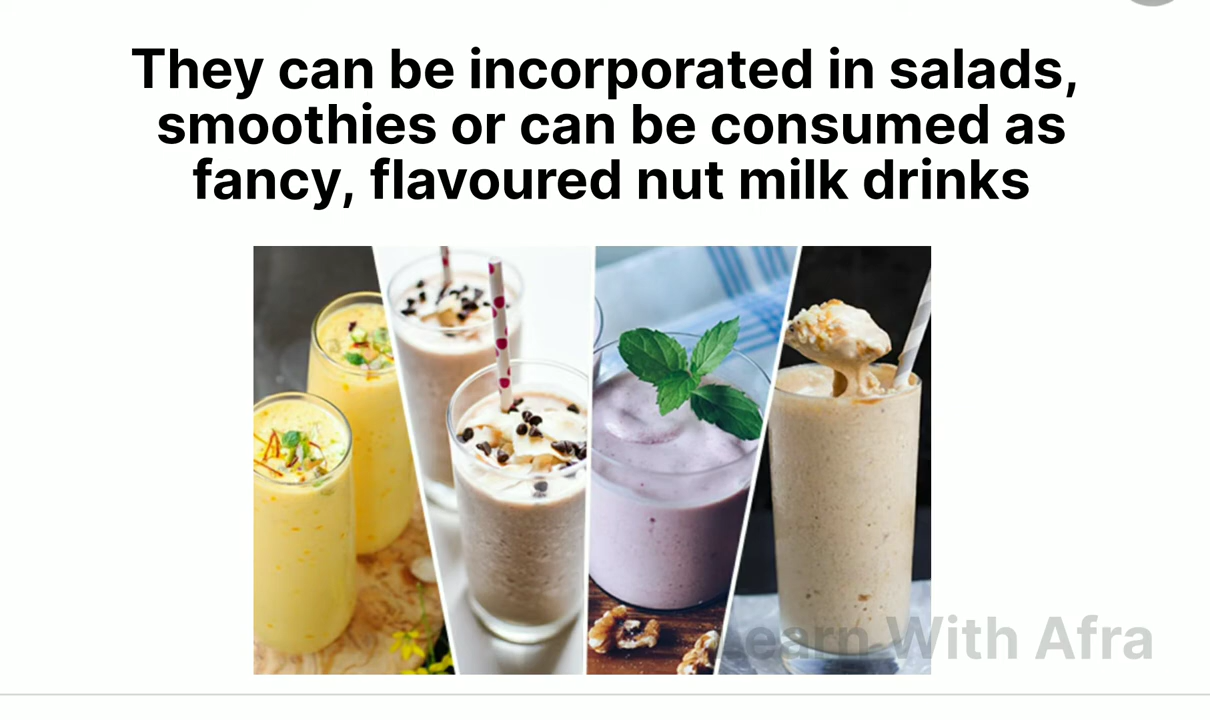 They can be incorporated in salads,
smoothies or can be consumed as
fancy, flavoured nut milk drinks
Learn With Afra